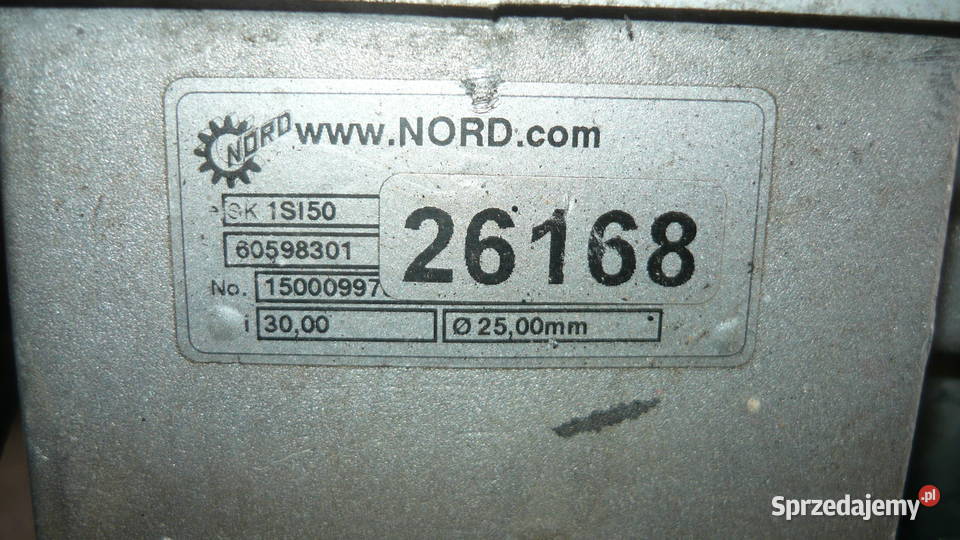 NORD www.NORD.com
SK 1SI50
26168
60598301
No. 15000997
i 30,00 Ø 25,00mm
Sprzedajemy.pl